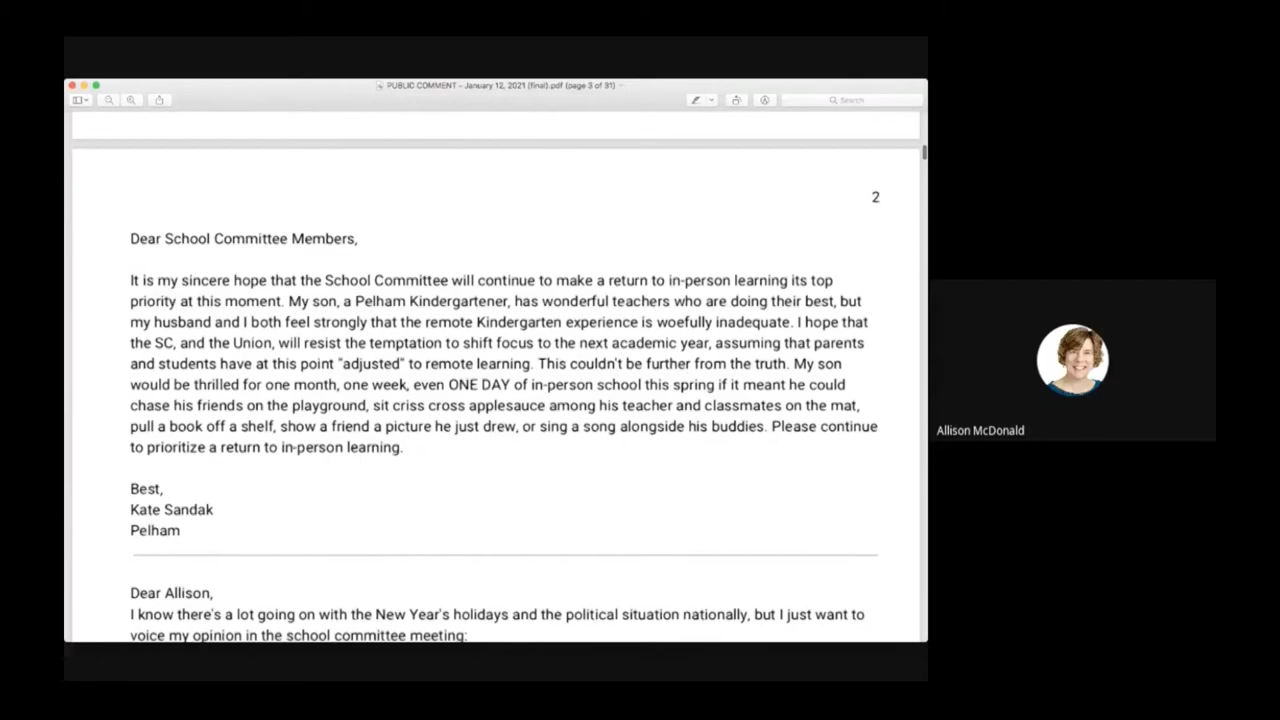 PUBLIC COMMENT - January 12, 2021 (final).pdf (page 3 of 31)
Search
2
Dear School Committee Members,
It is my sincere hope that the School Committee will continue to make a return to in-person learning its top
priority at this moment. My son, a Pelham Kindergartener, has wonderful teachers who are doing their best, but
my husband and I both feel strongly that the remote Kindergarten experience is woefully inadequate. I hope that
the SC, and the Union, will resist the temptation to shift focus to the next academic year, assuming that parents
and students have at this point "adjusted" to remote learning. This couldn't be further from the truth. My son
would be thrilled for one month, one week, even ONE DAY of in-person school this spring if it meant he could
chase his friends on the playground, sit criss cross applesauce among his teacher and classmates on the mat,
pull a book off a shelf, show a friend a picture he just drew, or sing a song alongside his buddies. Please continue
to prioritize a return to in-person learning.
Best,
Kate Sandak
Pelham
Dear Allison,
I know there's a lot going on with the New Year's holidays and the political situation nationally, but I just want to
voice my opinion in the school committee meeting:
Allison McDonald